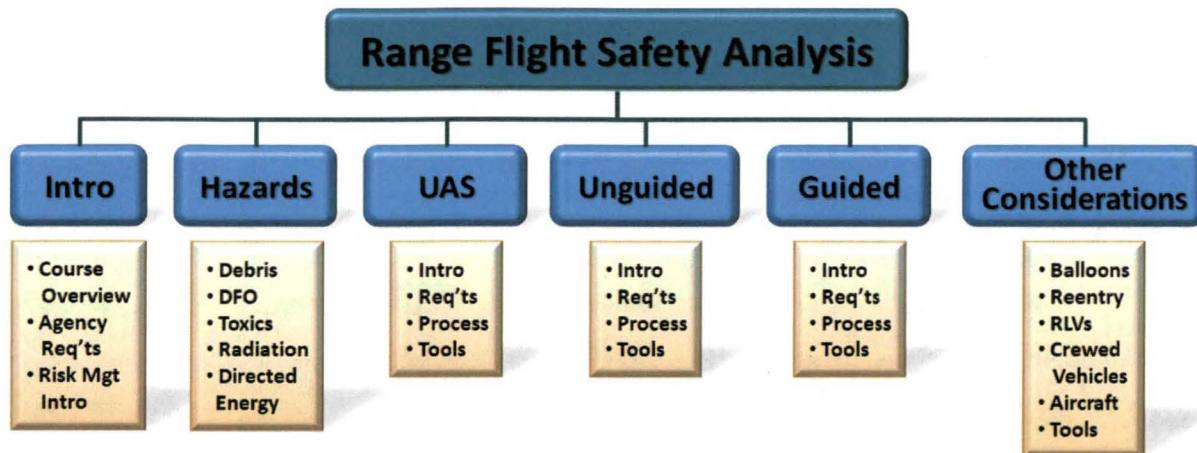 Range Flight Safety Analysis
Intro
Hazards
UAS
Unguided
Guided
Other
Considerations
• Course
Overview
• Agency
Req'ts
• Risk Mgt
Intro
• Debris
• DFO
• Toxics
• Radiation
• Directed
Energy
• Intro
• Req'ts
• Process
• Tools
• Intro
• Req'ts
• Process
• Tools
• Intro
• Req'ts
• Process
• Tools
• Balloons
• Reentry
• RLVs
• Crewed
Vehicles
• Aircraft
• Tools